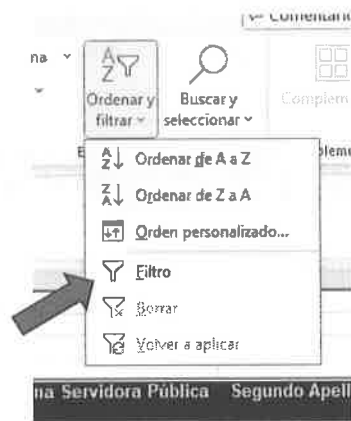 Comentario
na
Ordenar y filtrar
Buscar y seleccionar
Complem
Ordenar de A a Z
Ordenar de Z a A
Orden personalizado...
Filtro
Borrar
Volver a aplicar
na Servidora Pública Segundo Apell